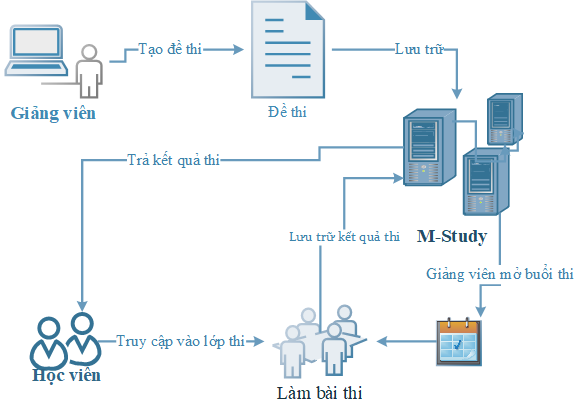 Tạo đề thi
Lưu trữ
Giảng viên
Đề thi
Trả kết quả thi
Lưu trữ kết quả thi
M-Study
Giảng viên mở buổi thi
Truy cập vào lớp thi
Học viên
Làm bài thi